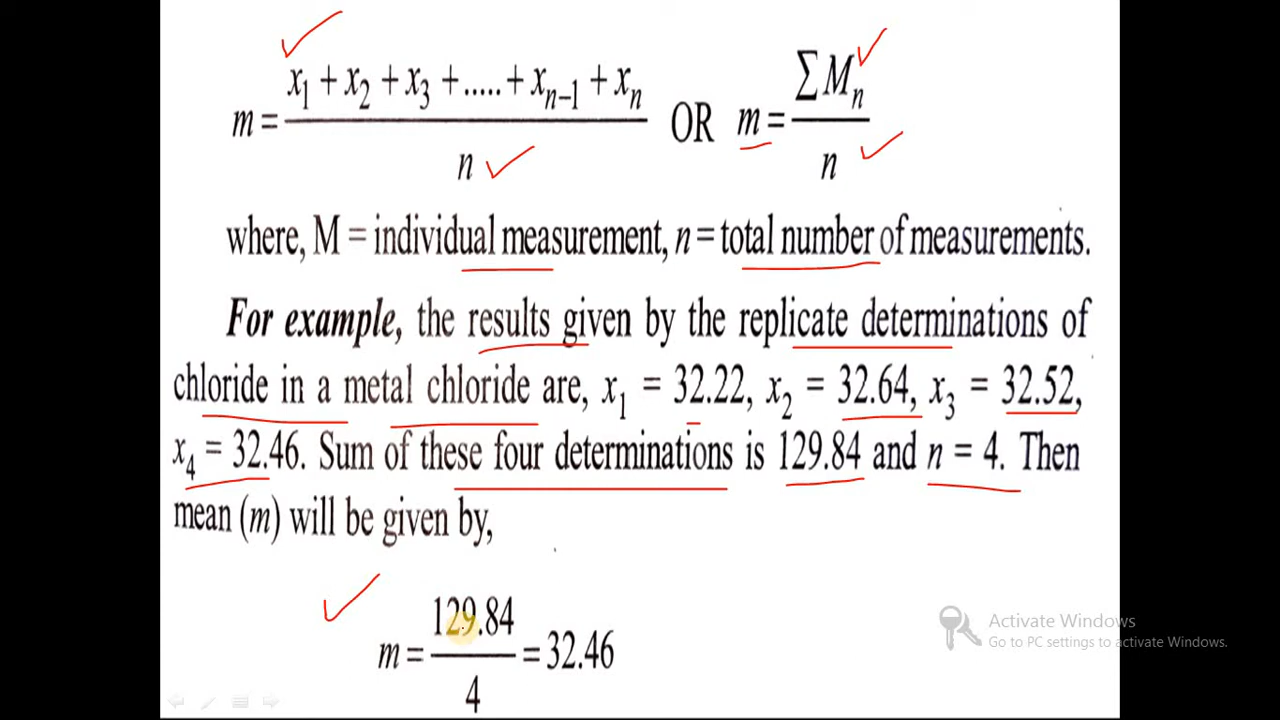 m = x₁ + x₂ + x₃ + ..... + xₙ₋₁ + xₙ / n OR m = ∑Mₙ / n
where, M = individual measurement, n = total number of measurements.
For example, the results given by the replicate determinations of
chloride in a metal chloride are, x₁ = 32.22, x₂ = 32.64, x₃ = 32.52,
x₄ = 32.46. Sum of these four determinations is 129.84 and n = 4. Then
mean (m) will be given by,
m = 129.84 / 4 = 32.46
Activate Windows
Go to PC settings to activate Windows.